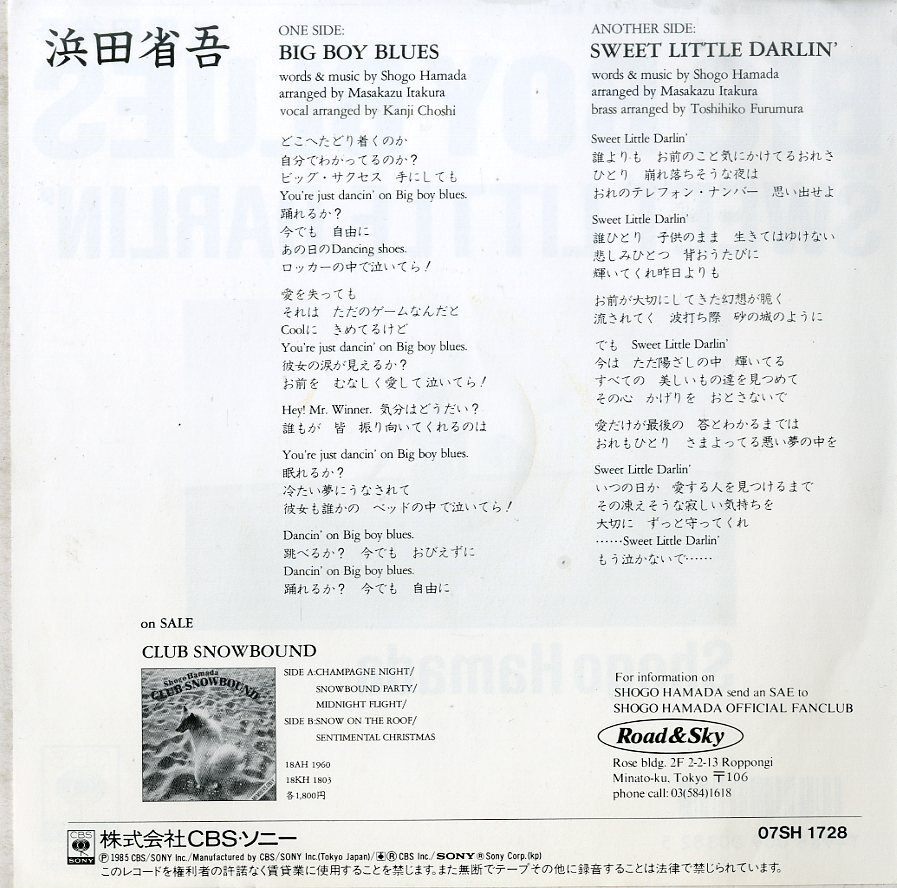 浜田省吾
ONE SIDE:
BIG BOY BLUES
words & music by Shogo Hamada
arranged by Masakazu Itakura
vocal arranged by Kanji Choshi
どこへたどり着くのか
自分でわかってるのか?
ビッグ・サクセス 手にしても
You're just dancin' on Big boy blues.
踊れるか?
今でも 自由に
あの日のDancing shoes.
ロッカーの中で泣いてら!
愛を失っても
それは ただのゲームなんだと
Coolに きめてるけど
You're just dancin' on Big boy blues.
彼女の涙が見えるか?
お前を むなしく愛して泣いてら!
Hey! Mr. Winner. 気分はどうだい?
誰もが 皆 振り向いてくれるのは
You're just dancin' on Big boy blues.
眠れるか?
冷たい夢にうなされて
彼女も誰かの ベッドの中で泣いてら!
Dancin' on Big boy blues.
跳べるか? 今でも おびえずに
Dancin' on Big boy blues.
踊れるか? 今でも 自由に
ANOTHER SIDE:
SWEET LITTLE DARLIN'
words & music by Shogo Hamada
arranged by Masakazu Itakura
brass arranged by Toshihiko Furumura
Sweet Little Darlin'
誰よりも お前のこと気にかけてるおれさ
ひとり 崩れ落ちそうな夜は
おれのテレフォン・ナンバー 思い出せよ
Sweet Little Darlin'
誰ひとり 子供のまま 生きてはゆけない
悲しみひとつ 背おうたびに
輝いてくれ昨日よりも
お前が大切にしてきた幻想が脆く
流されてく 波打ち際 砂の城のように
でも Sweet Little Darlin'
今は ただ陽ざしの中 輝いてる
すべての 美しいもの達を見つめて
その心 かげりを おとさないで
愛だけが最後の 答とわかるまでは
おれもひとり さまよってる悪い夢の中を
Sweet Little Darlin'
いつの日か 愛する人を見つけるまで
その凍えそうな寂しい気持ちを
大切に ずっと守ってくれ
……Sweet Little Darlin'
もう泣かないで……
on SALE
CLUB SNOWBOUND
Shogo Hamada
CLUB SNOWBOUND
SIDE A:CHAMPAGNE NIGHT/
SNOWBOUND PARTY/
MIDNIGHT FLIGHT/
SIDE B:SNOW ON THE ROOF/
SENTIMENTAL CHRISTMAS
18AH 1960
18KH 1803
各1,800円
For information on
SHOGO HAMADA send an SAE to
SHOGO HAMADA OFFICIAL FANCLUB
Road&Sky
Rose bldg. 2F 2-2-13 Roppongi
Minato-ku, Tokyo 〒106
phone call: 03(584)1618
CBS
SONY
株式会社CBS・ソニー
07SH 1728
Ⓟ1985 CBS/SONY Inc./Manufactured by CBS/SONY Inc.(Tokyo Japan)/Ⓡ CBS Inc./SONY® Sony Corp.(kp)
このレコードを権利者の許諾なく賃貸業に使用することを禁じます。また無断でテープその他に録音することは法律で禁じられています。